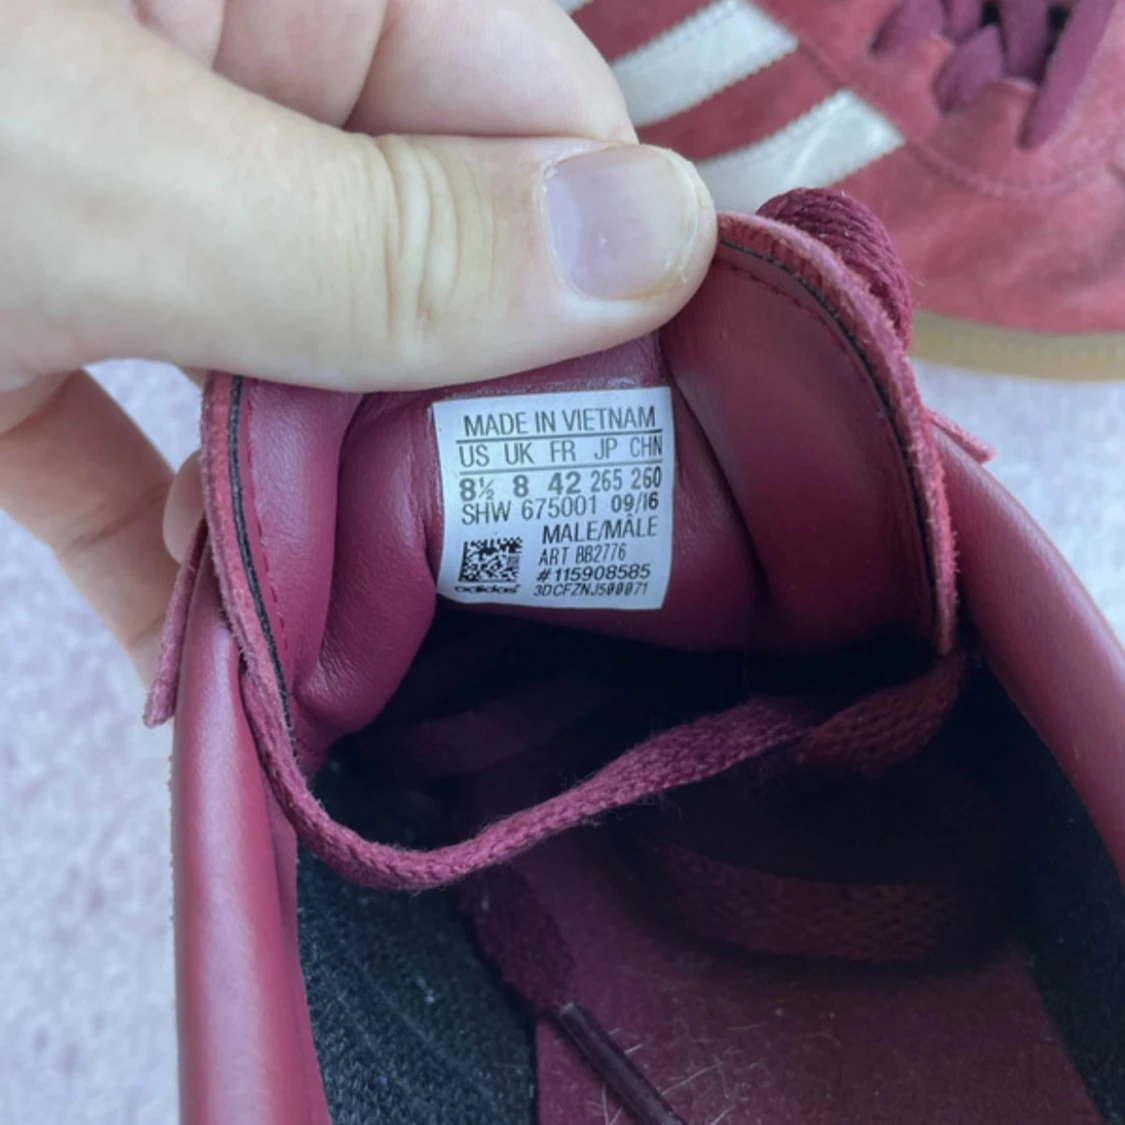 MADE IN VIETNAM
US UK FR JP CHN
8½ 8 42 265 260
SHW 675001 09/16
MALE/MÂLE
ART BB2776
#115908585
adidas 3DCFZNJ500071